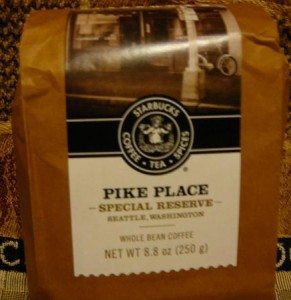 STARBUCKS
COFFEE • TEA • SPICES
®
PIKE PLACE
SPECIAL RESERVE
SEATTLE, WASHINGTON
WHOLE BEAN COFFEE
NET WT 8.8 oz (250 g)